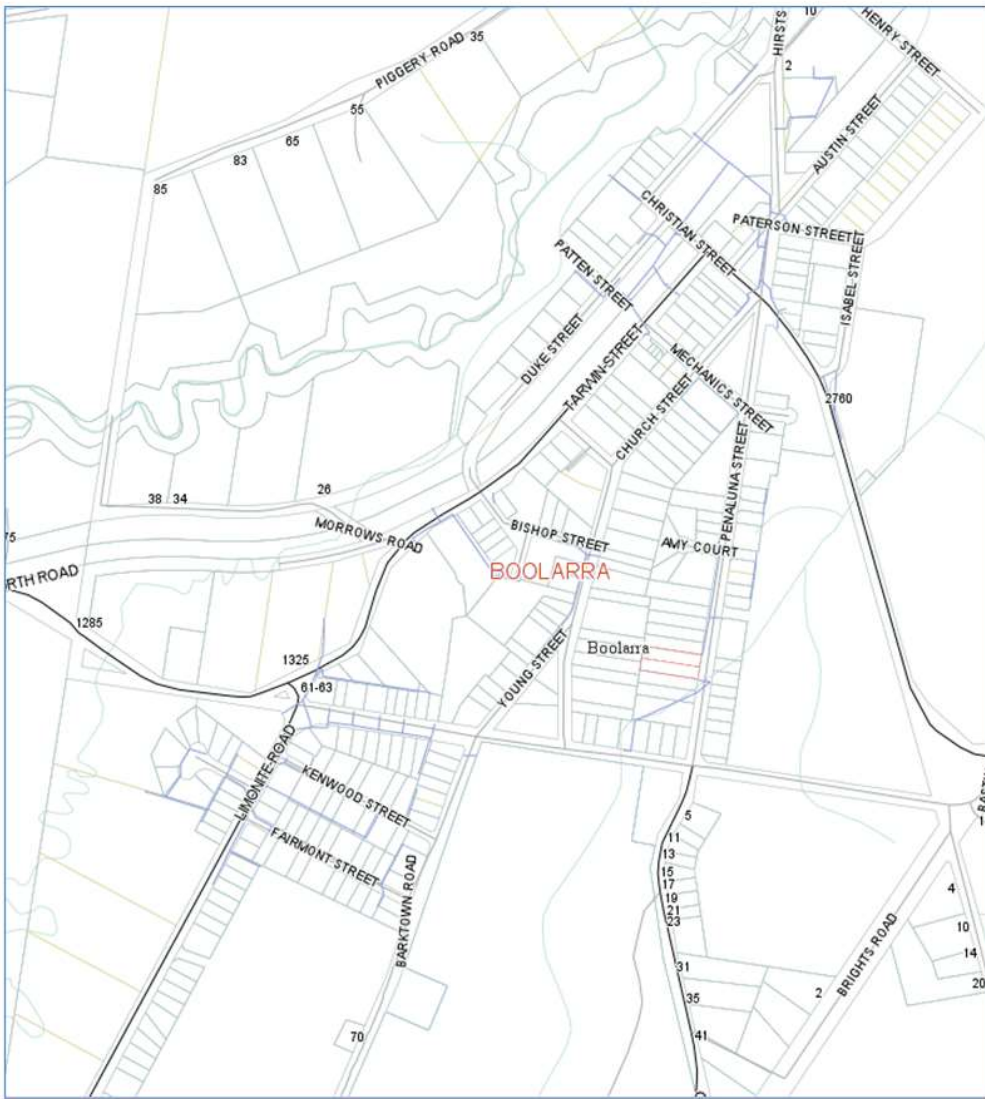 10
HENRY STREET
HIRSTS
35
PIGGERY ROAD
2
55
AUSTIN STREET
65
83
85
CHRISTIAN STREET
PATERSON STREET
PATTEN STREET
ISABEL STREET
DUKE STREET
TARWIN STREET
MECHANICS STREET
2760
CHURCH STREET
PENALUNA STREET
26
38 34
MORROWS ROAD
BISHOP STREET
AMY COURT
75
RTH ROAD
BOOLARRA
1285
Boolarra
1325
YOUNG STREET
61-63
LIMONITE ROAD
KENWOOD STREET
FAIRMONT STREET
BARKTOWN ROAD
5
11
13
15
17
19
21
23
4
10
14
20
BRIGHTS ROAD
31
2
35
41
70